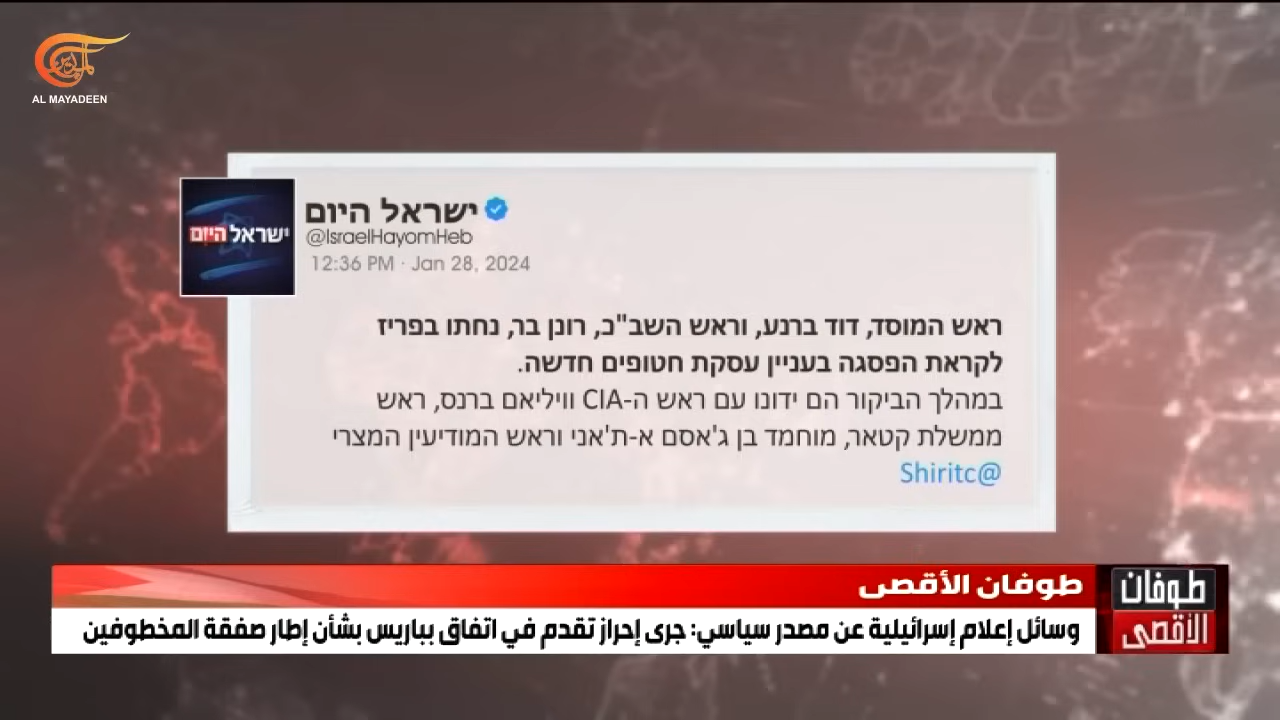 AL MAYADEEN
ישראל היום
ישראל היום
@IsraelHayomHeb
12:36 PM · Jan 28, 2024
ראש המוסד, דוד ברנע, וראש השב"כ, רונן בר, נחתו בפריז
לקראת הפסגה בעניין עסקת חטופים חדשה.
במהלך הביקור הם ידונו עם ראש ה-CIA וויליאם ברנס, ראש
ממשלת קטאר, מוחמד בן ג'אסם א-ת'אני וראש המודיעין המצרי
@Shiritc
طوفان الأقصى
طوفان
الأقصى
وسائل إعلام إسرائيلية عن مصدر سياسي: جرى إحراز تقدم في اتفاق بباريس بشأن إطار صفقة المخطوفين